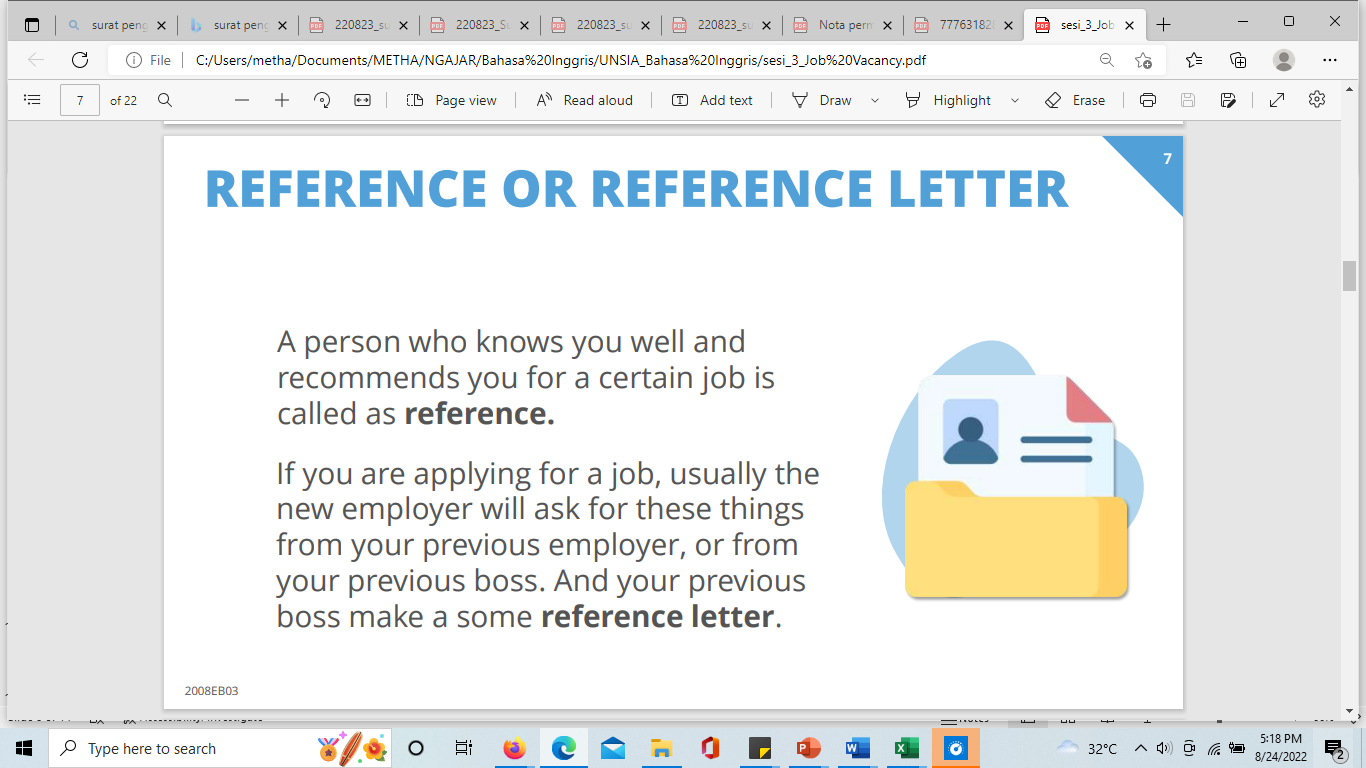 surat peng
surat peng
220823_su
220823_Su
220823_su
220823_su
Nota perm
77763182
sesi_3_Job
File
C:/Users/metha/Documents/METHA/NGAJAR/Bahasa%20Inggris/UNSIA_Bahasa%20Inggris/sesi_3_Job%20Vacancy.pdf
7 of 22
Page view
Read aloud
Add text
Draw
Highlight
Erase
7
REFERENCE OR REFERENCE LETTER
A person who knows you well and
recommends you for a certain job is
called as reference.
If you are applying for a job, usually the
new employer will ask for these things
from your previous employer, or from
your previous boss. And your previous
boss make a some reference letter.
2008EB03
Type here to search
32°C
5:18 PM
8/24/2022
2